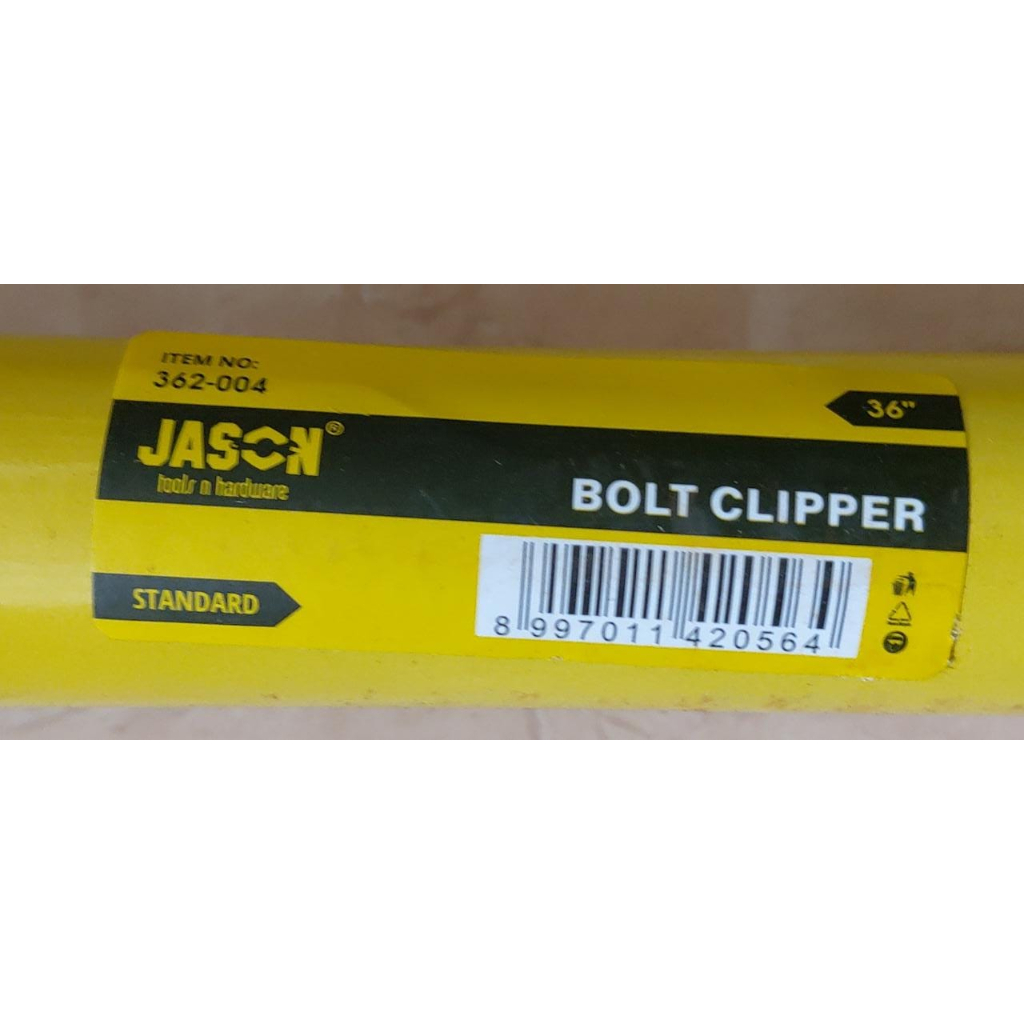 ITEM NO:
362-004
36"
JASON®
tools n hardware
BOLT CLIPPER
STANDARD
8 997011 420564